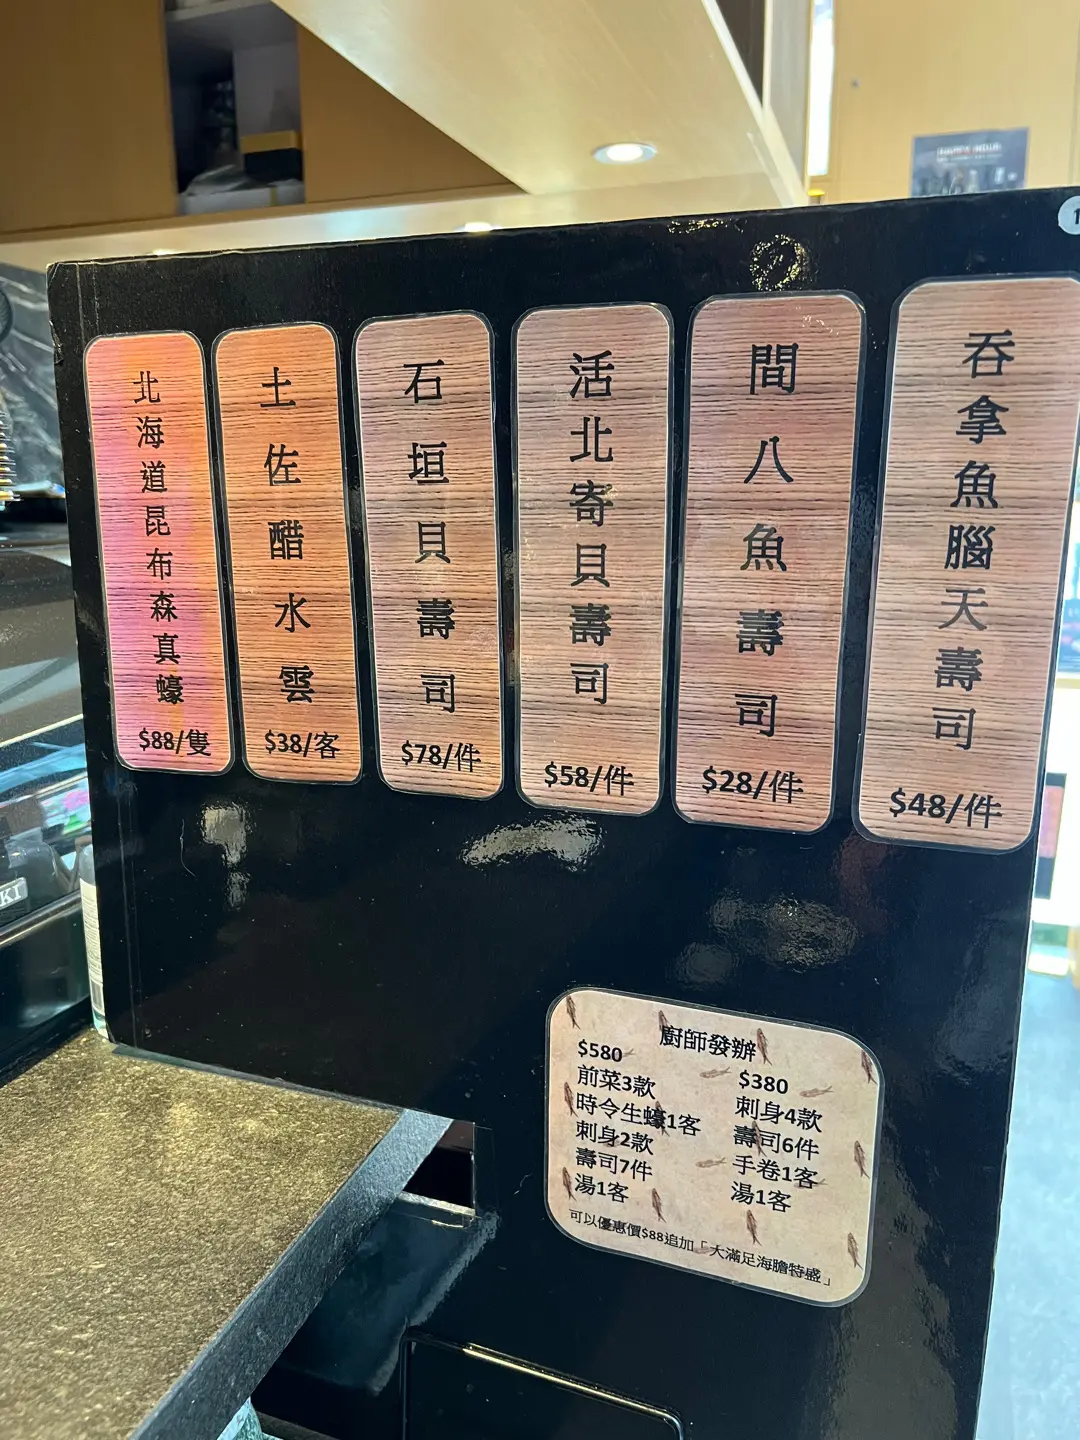 北海道昆布森真蠔
$88/隻
土佐醋水雲
$38/客
石垣貝壽司
$78/件
活北寄貝壽司
$58/件
間八魚壽司
$28/件
吞拿魚腦天壽司
$48/件
廚師發辦
$580
前菜3款
時令生蠔1客
刺身2款
壽司7件
湯1客
$380
刺身4款
壽司6件
手卷1客
湯1客
可以優惠價$88追加「大滿足海膽特盛」
1
KI